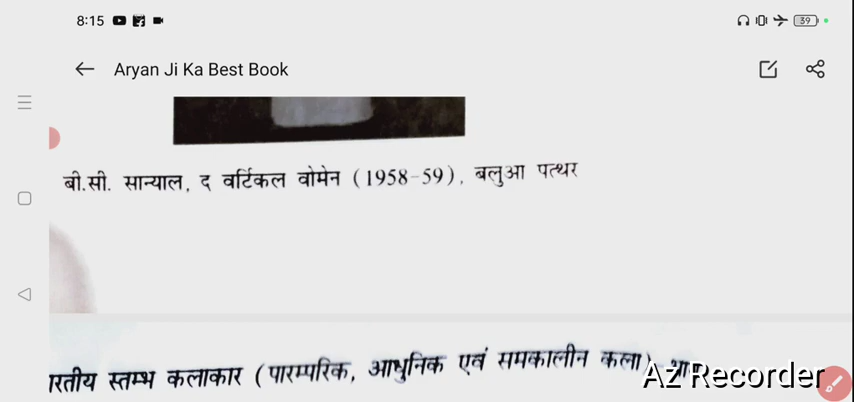 8:15
39
Aryan Ji Ka Best Book
बी.सी. सान्याल, द वर्टिकल वोमेन (1958-59), बलुआ पत्थर
रतीय स्तम्भ कलाकार (पारम्परिक, आधुनिक एवं समकालीन कला)
Az Recorder